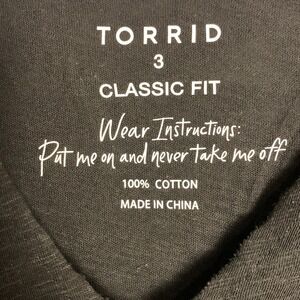 TORRID
3
CLASSIC FIT
Wear Instructions:
Put me on and never take me off
100% COTTON
MADE IN CHINA